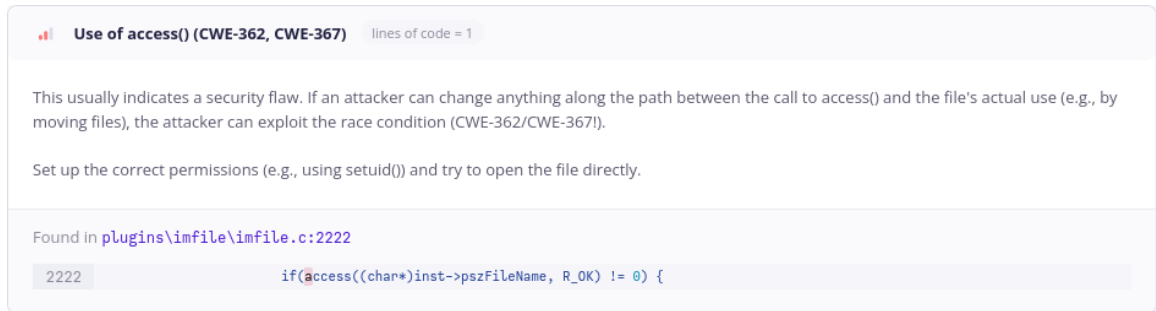 Use of access() (CWE-362, CWE-367) lines of code = 1
This usually indicates a security flaw. If an attacker can change anything along the path between the call to access() and the file's actual use (e.g., by
moving files), the attacker can exploit the race condition (CWE-362/CWE-367!).
Set up the correct permissions (e.g., using setuid()) and try to open the file directly.
Found in plugins\imfile\imfile.c:2222
2222 if(access((char*)inst->pszFileName, R_OK) != 0) {